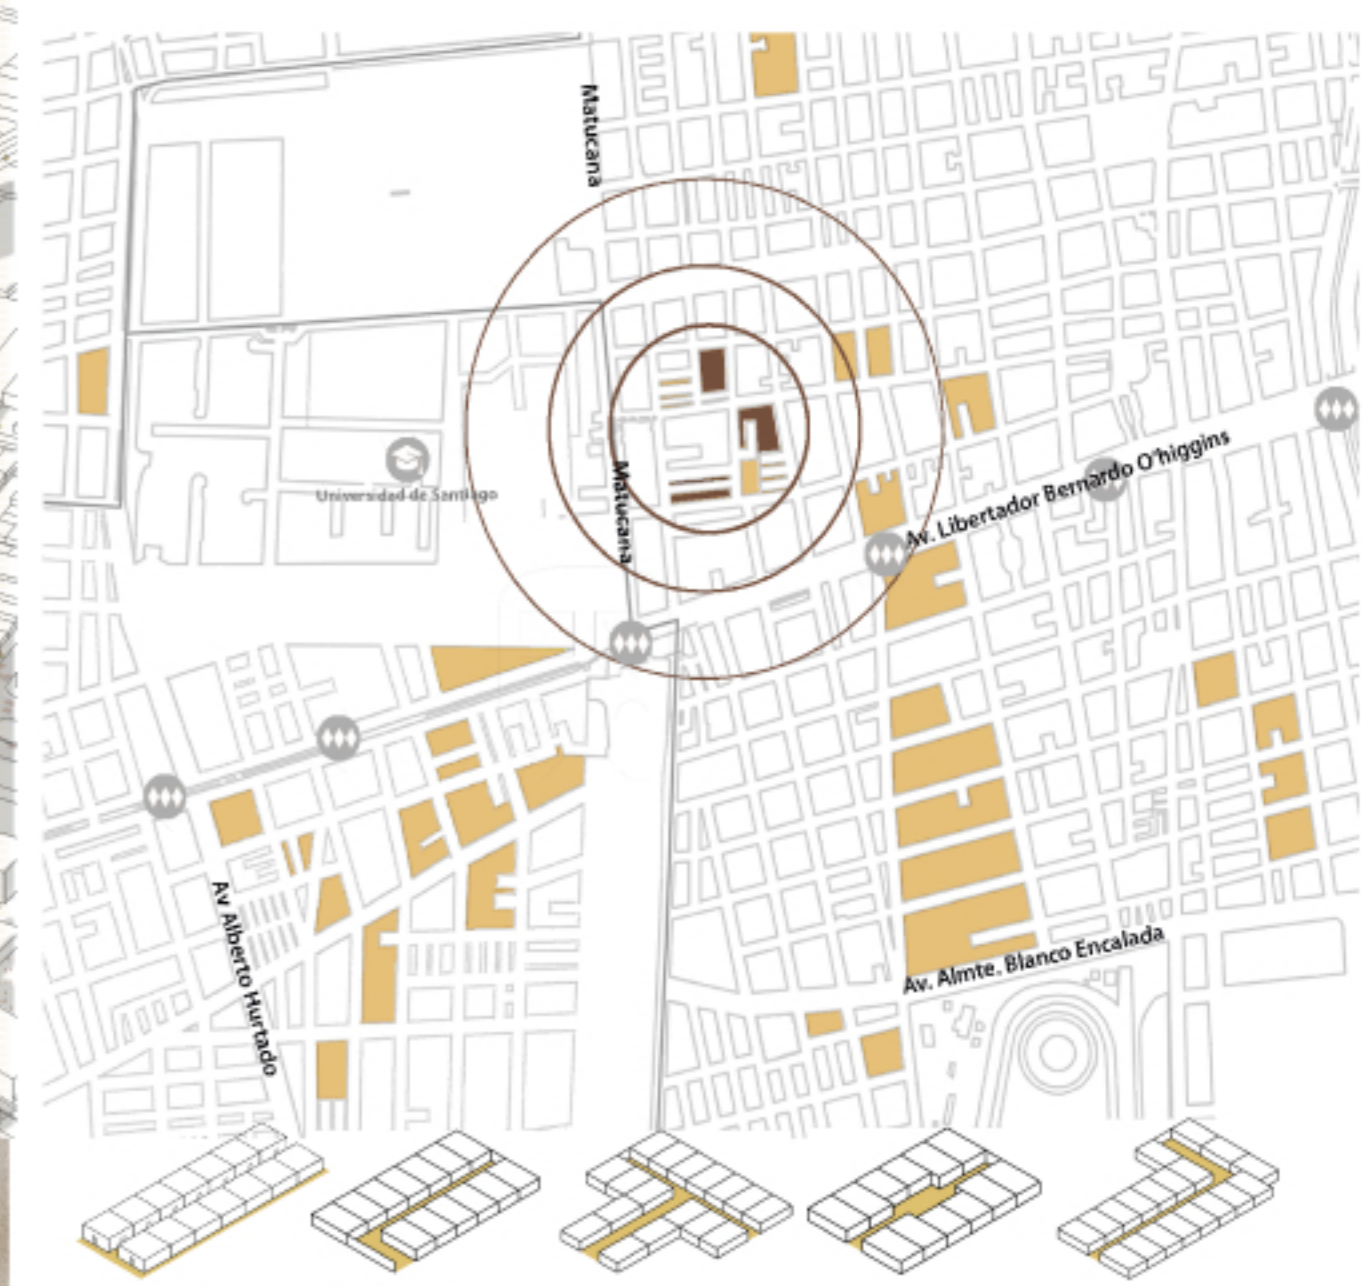 Matucana
Av. Libertador Bernardo O'higgins
Universidad de Santiago
Matucana
Av Alberto Hurtado
Av. Almte. Blanco Encalada